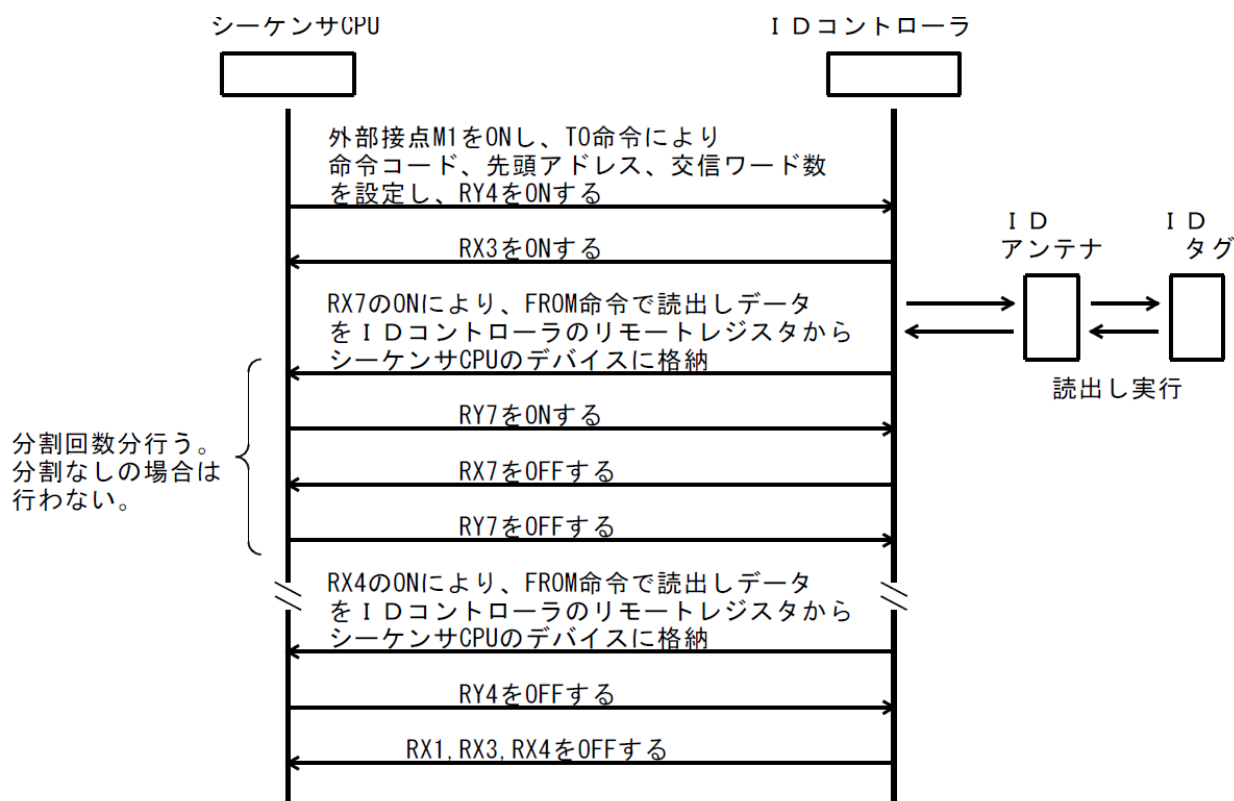 シーケンサCPU
ＩＤコントローラ
外部接点M1をONし、TO命令により
命令コード、先頭アドレス、交信ワード数
を設定し、RY4をONする
RX3をONする
ＩＤ
アンテナ
ＩＤ
タグ
読出し実行
RX7のONにより、FROM命令で読出しデータ
をＩＤコントローラのリモートレジスタから
シーケンサCPUのデバイスに格納
RY7をONする
RX7をOFFする
RY7をOFFする
分割回数分行う。
分割なしの場合は
行わない。
RX4のONにより、FROM命令で読出しデータ
をＩＤコントローラのリモートレジスタから
シーケンサCPUのデバイスに格納
RY4をOFFする
RX1,RX3,RX4をOFFする